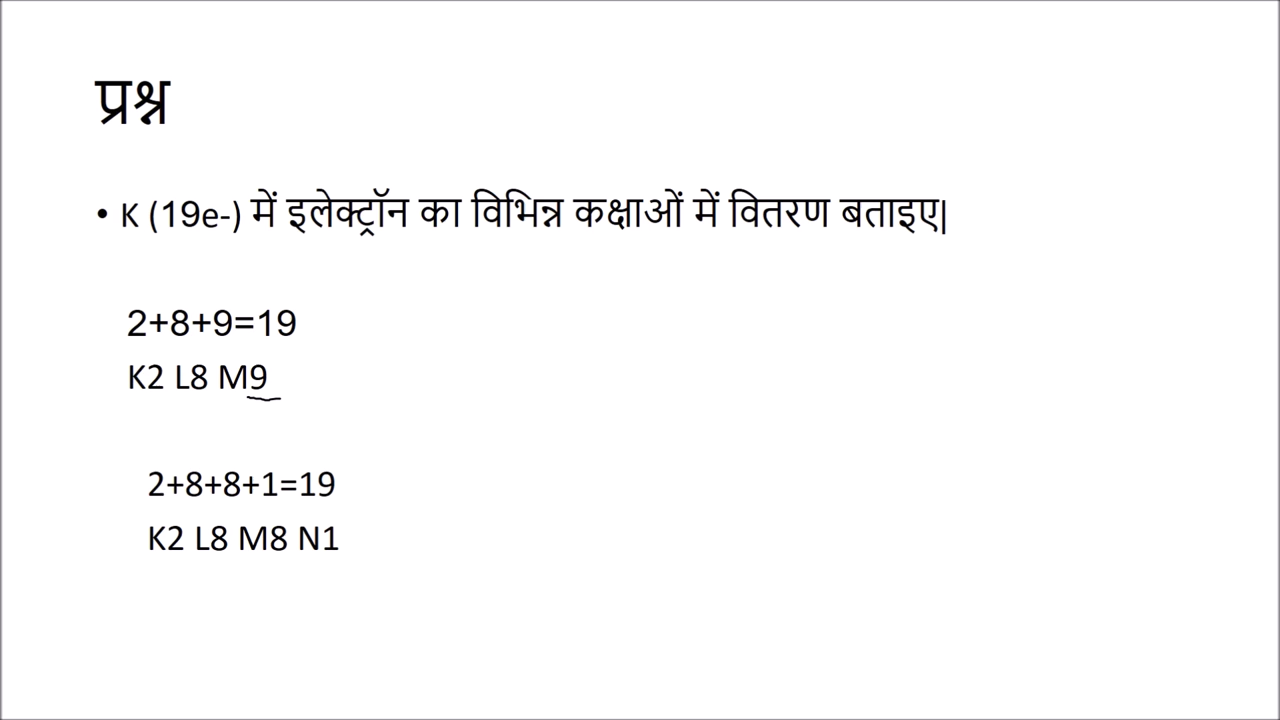 प्रश्न
• K (19e-) में इलेक्ट्रॉन का विभिन्न कक्षाओं में वितरण बताइए|
2+8+9=19
K2 L8 M9
2+8+8+1=19
K2 L8 M8 N1